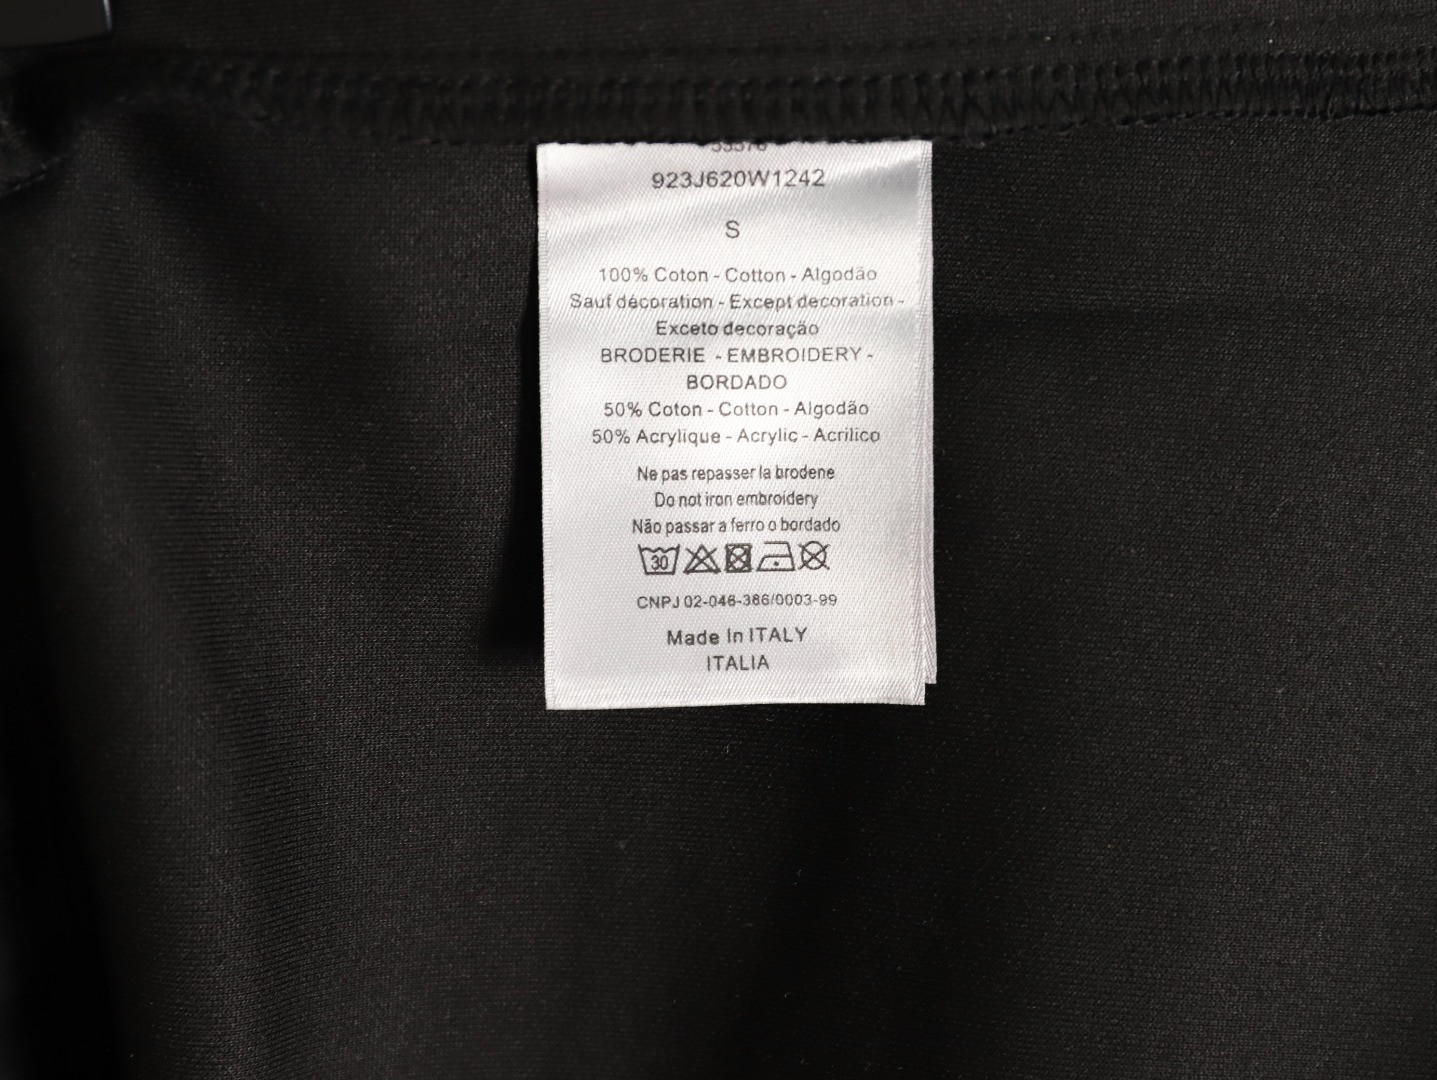 923J620W1242
S
100% Coton - Cotton - Algodão
Sauf décoration - Except decoration -
Exceto decoração
BRODERIE - EMBROIDERY -
BORDADO
50% Coton - Cotton - Algodão
50% Acrylique - Acrylic - Acrilico
Ne pas repasser la brodene
Do not iron embroidery
Não passar a ferro o bordado
30
CNPJ 02-046-386/0003-99
Made In ITALY
ITALIA